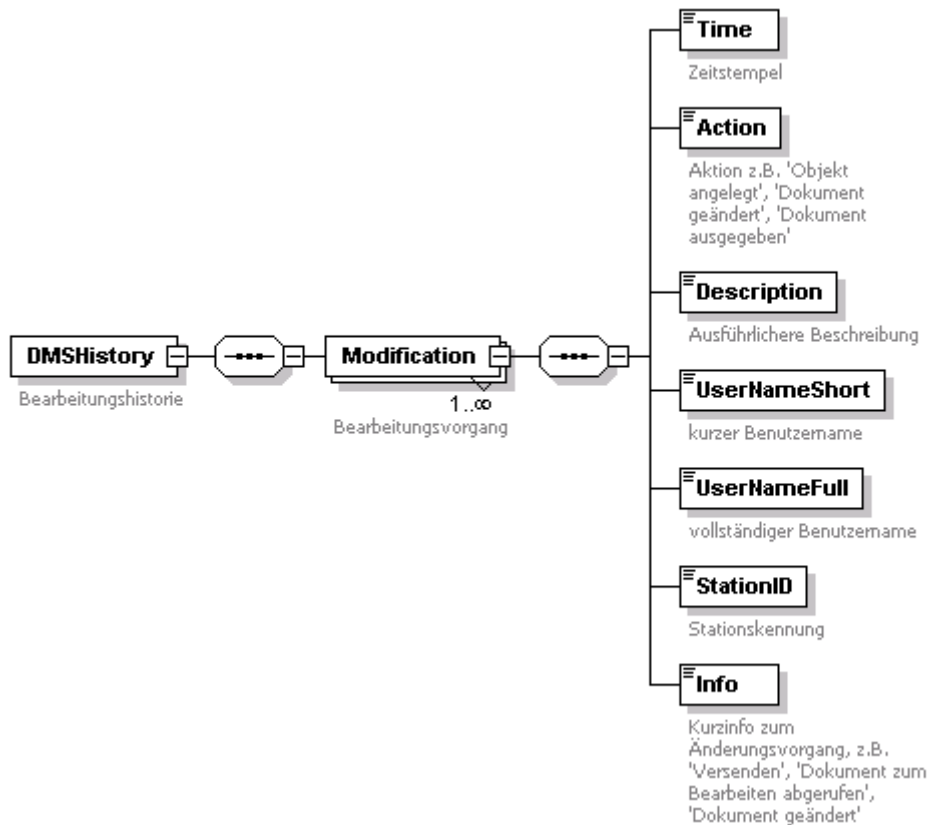 Time
Zeitstempel
Action
Aktion z.B. 'Objekt
angelegt', 'Dokument
geändert', 'Dokument
ausgegeben'
Description
Ausführlichere Beschreibung
DMSHistory
Bearbeitungshistorie
Modification
1..∞
Bearbeitungsvorgang
UserNameShort
kurzer Benutzername
UserNameFull
vollständiger Benutzername
StationID
Stationskennung
Info
Kurzinfo zum
Änderungsvorgang, z.B.
'Versenden', 'Dokument zum
Bearbeiten abgerufen',
'Dokument geändert'